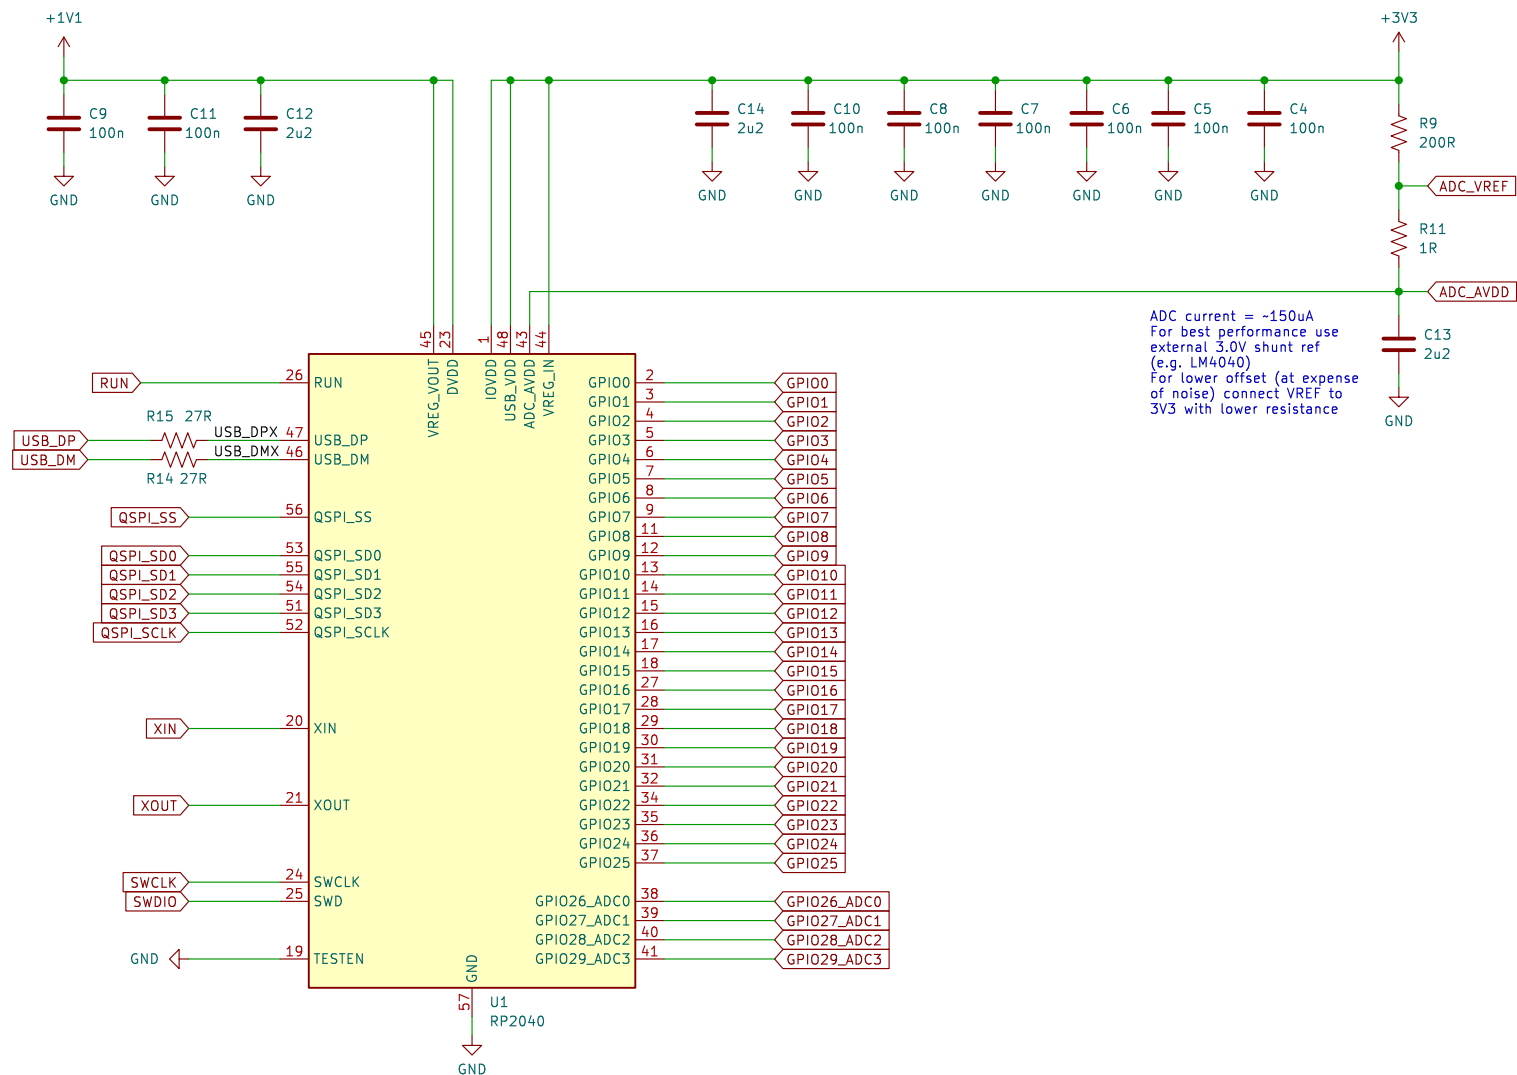 +1V1
+3V3
C9
100n
C11
100n
C12
2u2
C14
2u2
C10
100n
C8
100n
C7
100n
C6
100n
C5
100n
C4
100n
R9
200R
GND
GND
GND
GND
GND
GND
GND
GND
GND
GND
ADC_VREF
R11
1R
ADC_AVDD
ADC current = ~150uA
For best performance use
external 3.0V shunt ref
(e.g. LM4040)
For lower offset (at expense
of noise) connect VREF to
3V3 with lower resistance
C13
2u2
GND
45
23
1
48
43
44
VREG_VOUT
DVDD
IOVDD
USB_VDD
ADC_AVDD
VREG_IN
RUN
26
RUN
R15 27R
USB_DP
USB_DPX
47
USB_DP
USB_DM
USB_DMX
46
USB_DM
R14 27R
QSPI_SS
56
QSPI_SS
QSPI_SD0
53
QSPI_SD0
QSPI_SD1
55
QSPI_SD1
QSPI_SD2
54
QSPI_SD2
QSPI_SD3
51
QSPI_SD3
QSPI_SCLK
52
QSPI_SCLK
XIN
20
XIN
XOUT
21
XOUT
SWCLK
24
SWCLK
SWDIO
25
SWD
GND
19
TESTEN
GPIO0
2
GPIO0
GPIO1
3
GPIO1
GPIO2
4
GPIO2
GPIO3
5
GPIO3
GPIO4
6
GPIO4
GPIO5
7
GPIO5
GPIO6
8
GPIO6
GPIO7
9
GPIO7
GPIO8
11
GPIO8
GPIO9
12
GPIO9
GPIO10
13
GPIO10
GPIO11
14
GPIO11
GPIO12
15
GPIO12
GPIO13
16
GPIO13
GPIO14
17
GPIO14
GPIO15
18
GPIO15
GPIO16
27
GPIO16
GPIO17
28
GPIO17
GPIO18
29
GPIO18
GPIO19
30
GPIO19
GPIO20
31
GPIO20
GPIO21
32
GPIO21
GPIO22
34
GPIO22
GPIO23
35
GPIO23
GPIO24
36
GPIO24
GPIO25
37
GPIO25
GPIO26_ADC0
38
GPIO26_ADC0
GPIO27_ADC1
39
GPIO27_ADC1
GPIO28_ADC2
40
GPIO28_ADC2
GPIO29_ADC3
41
GPIO29_ADC3
GND
57
U1
RP2040
GND